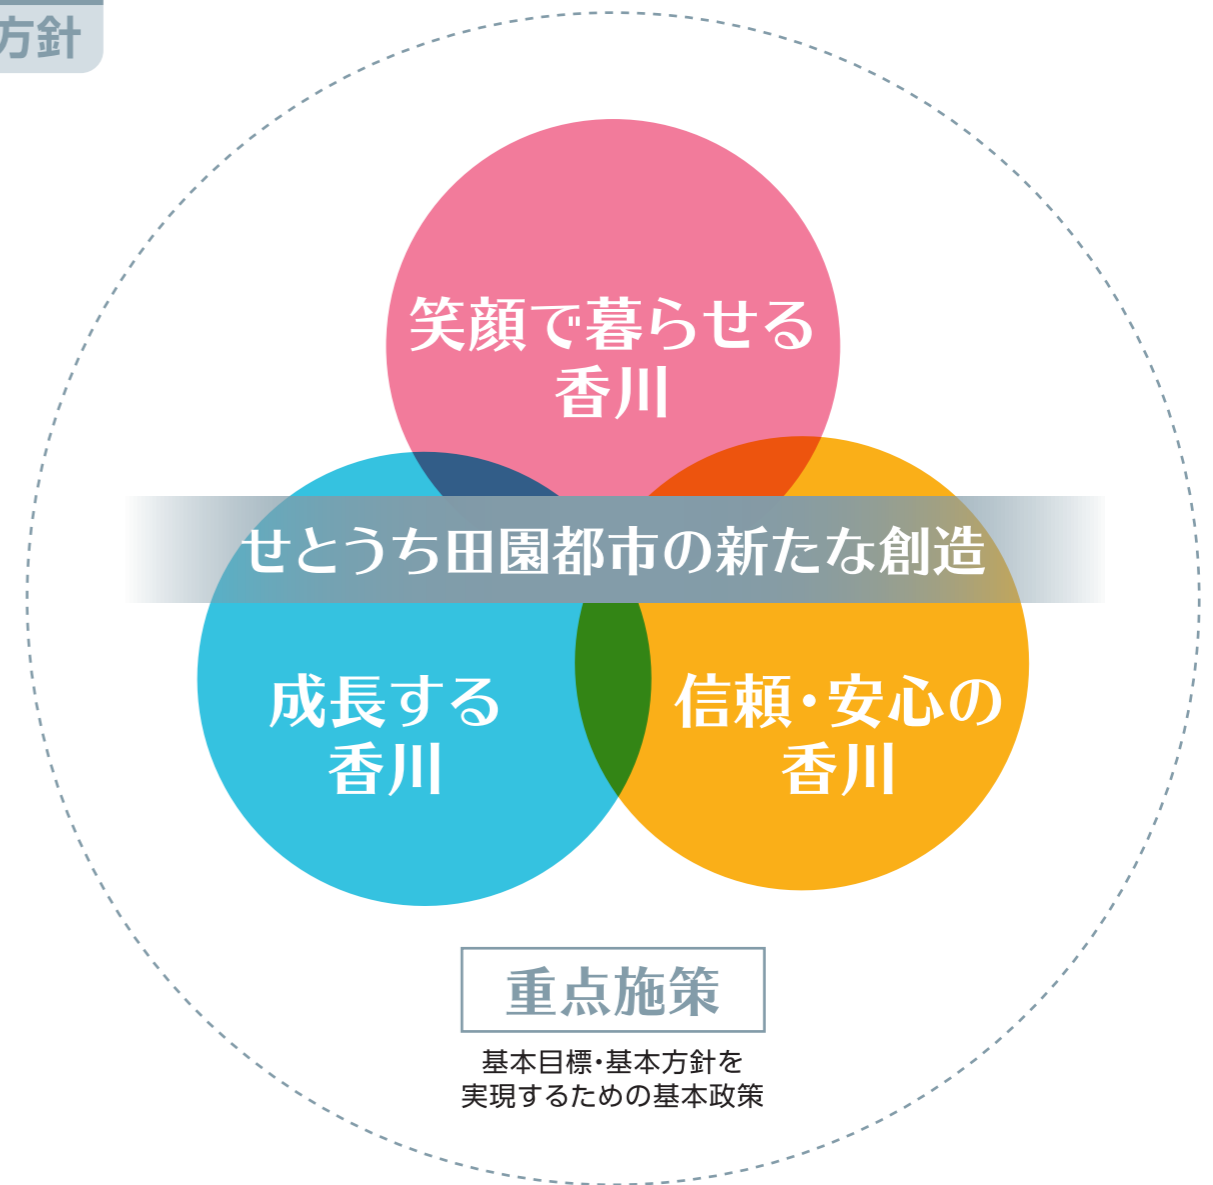 方針
笑顔で暮らせる
香川
せとうち田園都市の新たな創造
成長する
香川
信頼・安心の
香川
重点施策
基本目標・基本方針を
実現するための基本政策